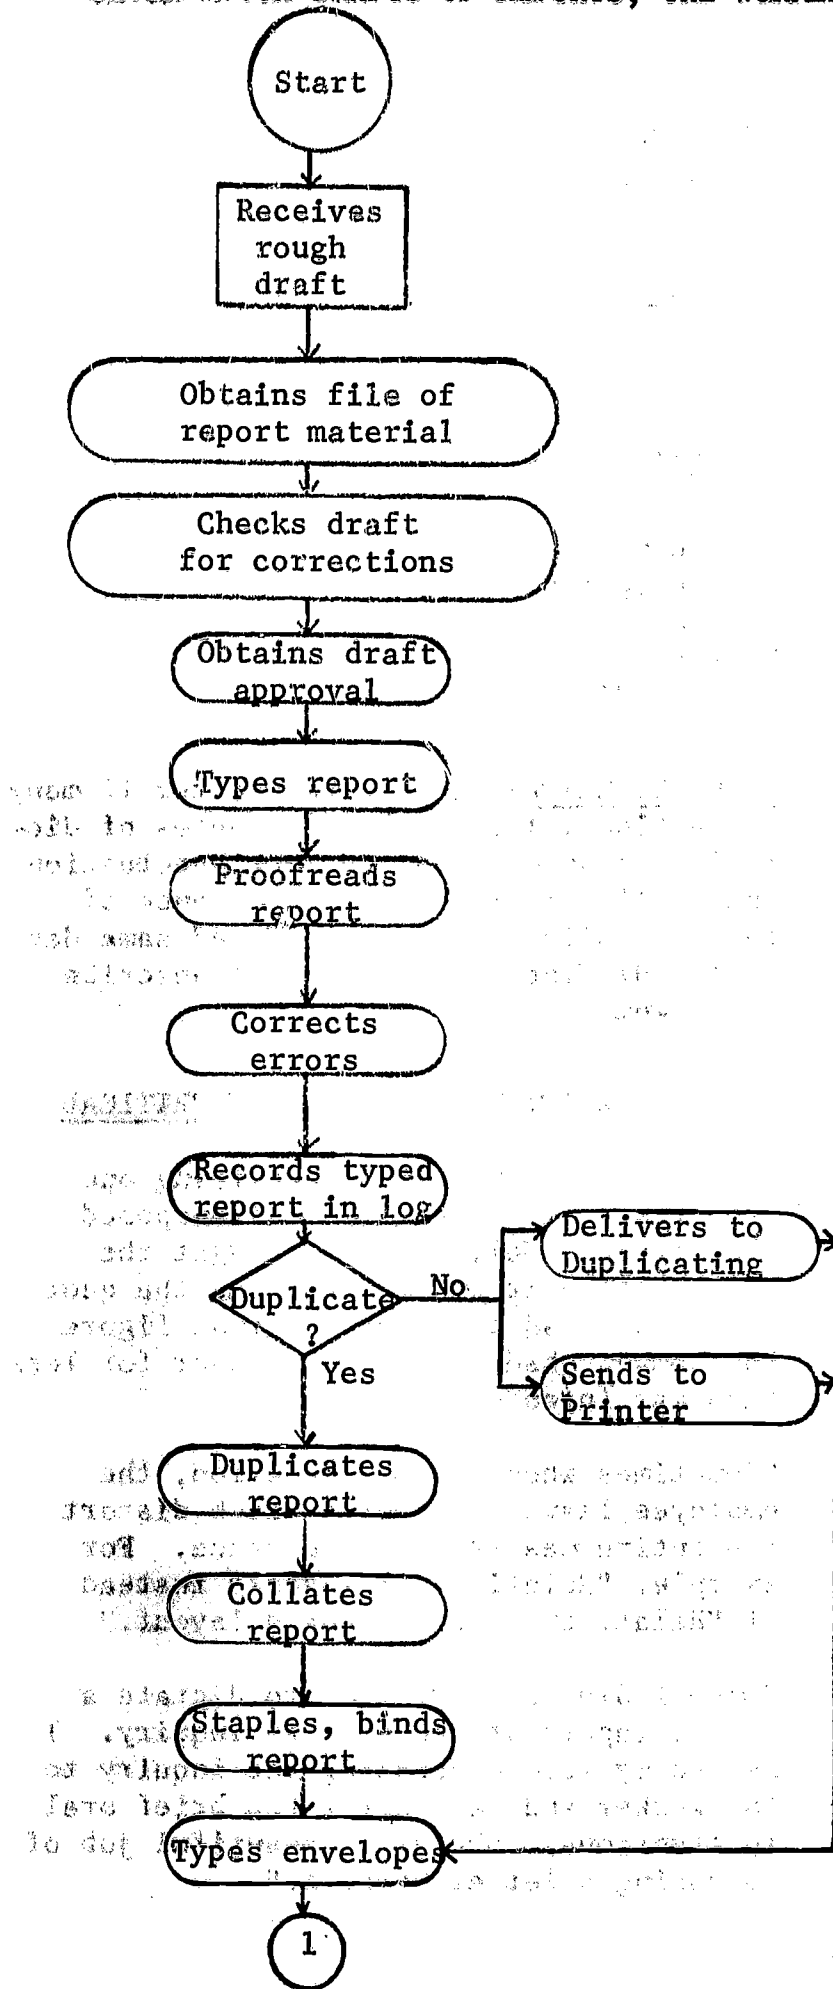 Start
Receives
rough
draft
Obtains file of
report material
Checks draft
for corrections
Obtains draft
approval
Types report
Proofreads
report
Corrects
errors
Records typed
report in log
Duplicate
?
No
Yes
Delivers to
Duplicating
Sends to
Printer
Duplicates
report
Collates
report
Staples, binds
report
Types envelopes
1